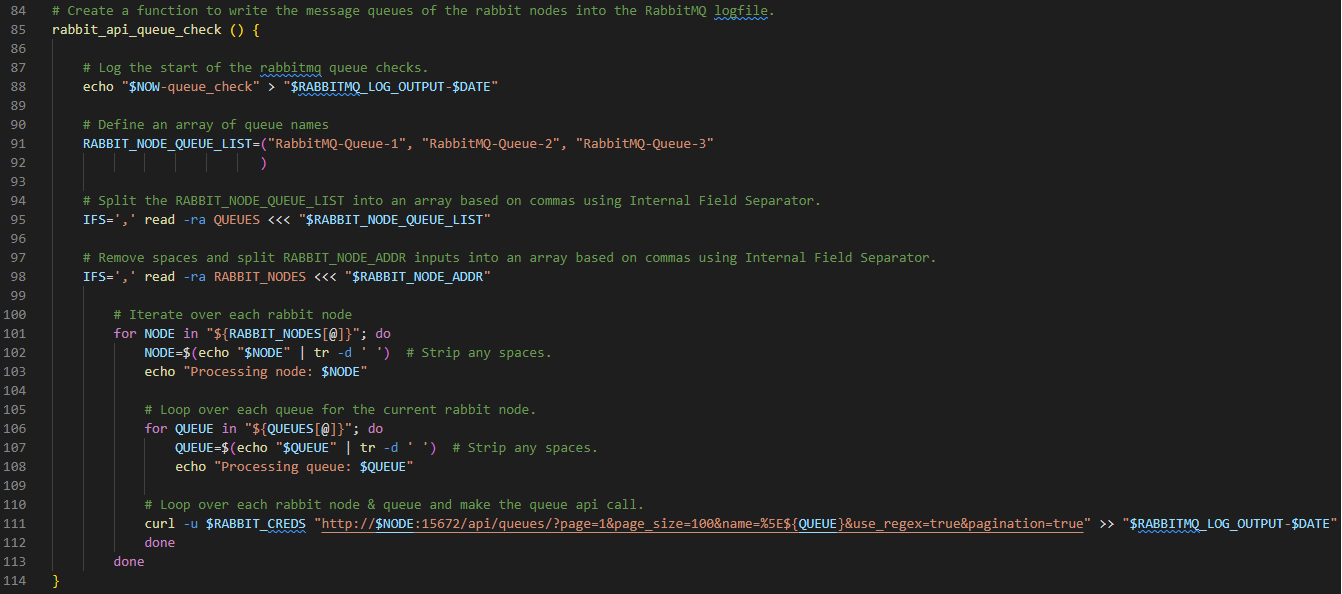 84 # Create a function to write the message queues of the rabbit nodes into the RabbitMQ logfile.
85 rabbit_api_queue_check () {
86
87 # Log the start of the rabbitmq queue checks.
88 echo "$NOW-queue_check" > "$RABBITMQ_LOG_OUTPUT-$DATE"
89
90 # Define an array of queue names
91 RABBIT_NODE_QUEUE_LIST=("RabbitMQ-Queue-1", "RabbitMQ-Queue-2", "RabbitMQ-Queue-3"
92 )
93
94 # Split the RABBIT_NODE_QUEUE_LIST into an array based on commas using Internal Field Separator.
95 IFS=',' read -ra QUEUES <<< "$RABBIT_NODE_QUEUE_LIST"
96
97 # Remove spaces and split RABBIT_NODE_ADDR inputs into an array based on commas using Internal Field Separator.
98 IFS=',' read -ra RABBIT_NODES <<< "$RABBIT_NODE_ADDR"
99
100 # Iterate over each rabbit node
101 for NODE in "${RABBIT_NODES[@]}"; do
102 NODE=$(echo "$NODE" | tr -d ' ') # Strip any spaces.
103 echo "Processing node: $NODE"
104
105 # Loop over each queue for the current rabbit node.
106 for QUEUE in "${QUEUES[@]}"; do
107 QUEUE=$(echo "$QUEUE" | tr -d ' ') # Strip any spaces.
108 echo "Processing queue: $QUEUE"
109
110 # Loop over each rabbit node & queue and make the queue api call.
111 curl -u $RABBIT_CREDS "http://$NODE:15672/api/queues/?page=1&page_size=100&name=%5E${QUEUE}&use_regex=true&pagination=true" >> "$RABBITMQ_LOG_OUTPUT-$DATE"
112 done
113 done
114 }